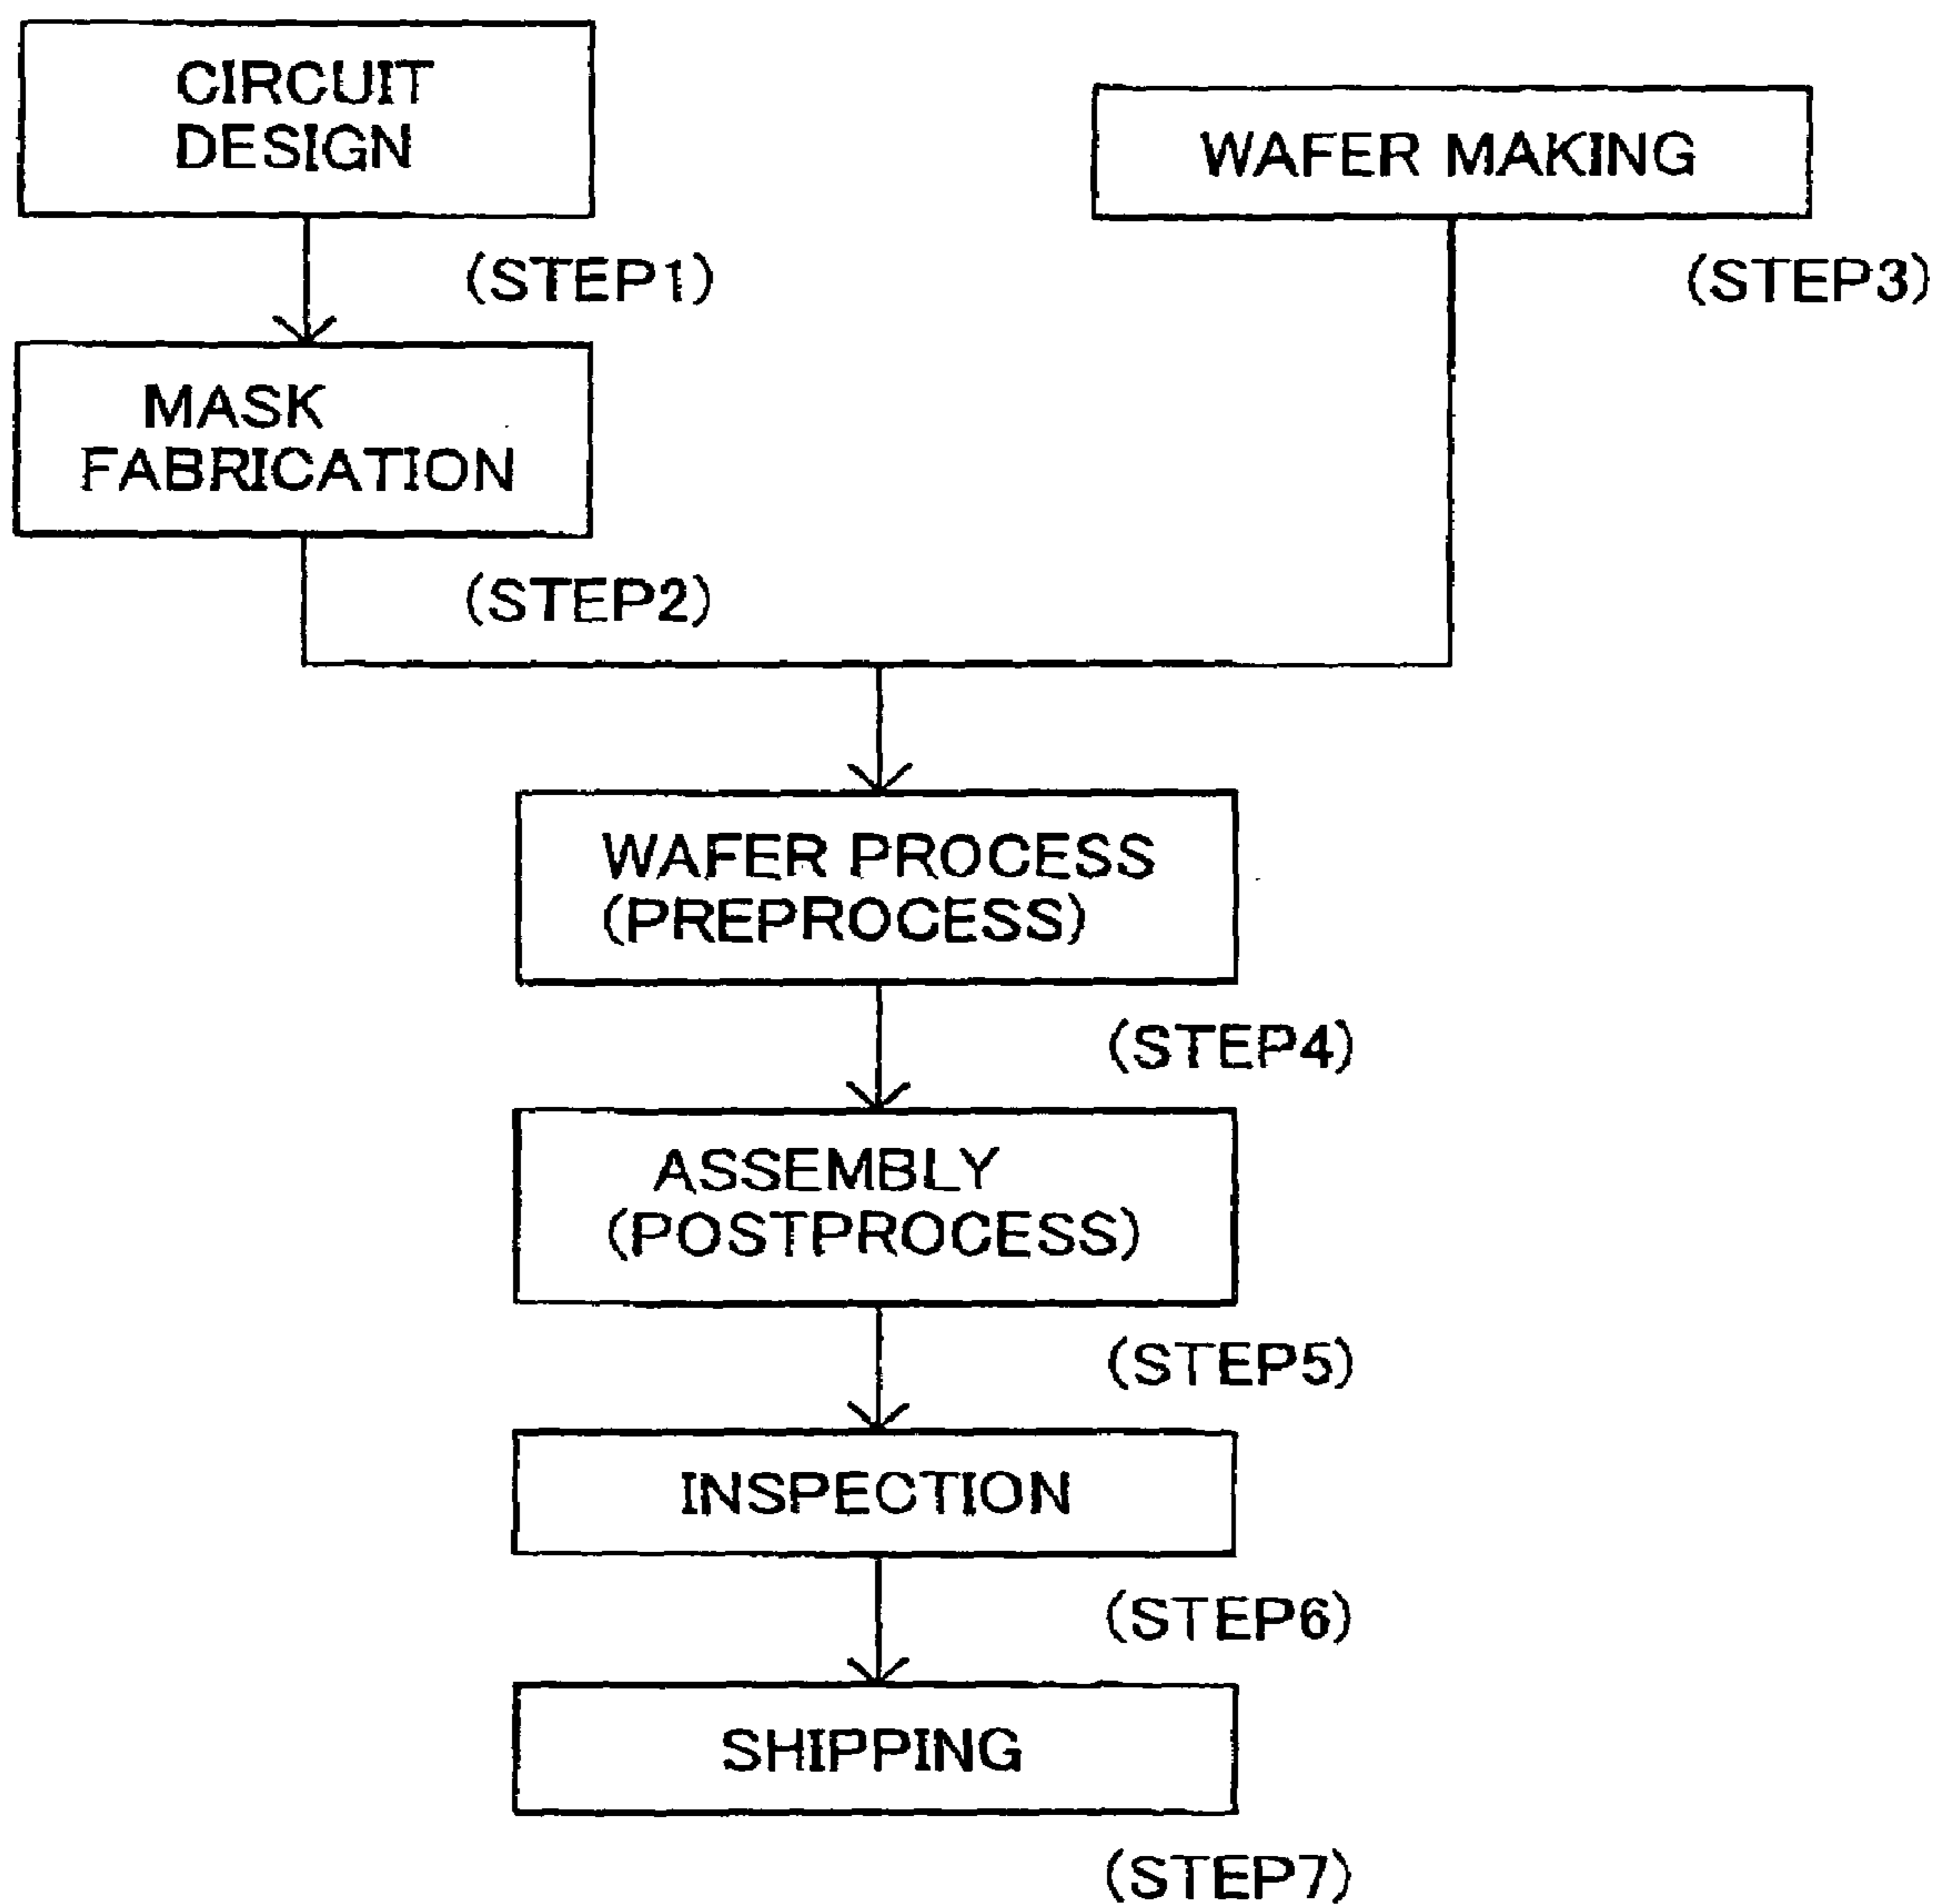 CIRCUIT
DESIGN
(STEP1)
WAFER MAKING
(STEP3)
MASK
FABRICATION
(STEP2)
WAFER PROCESS
(PREPROCESS)
(STEP4)
ASSEMBLY
(POSTPROCESS)
(STEP5)
INSPECTION
(STEP6)
SHIPPING
(STEP7)